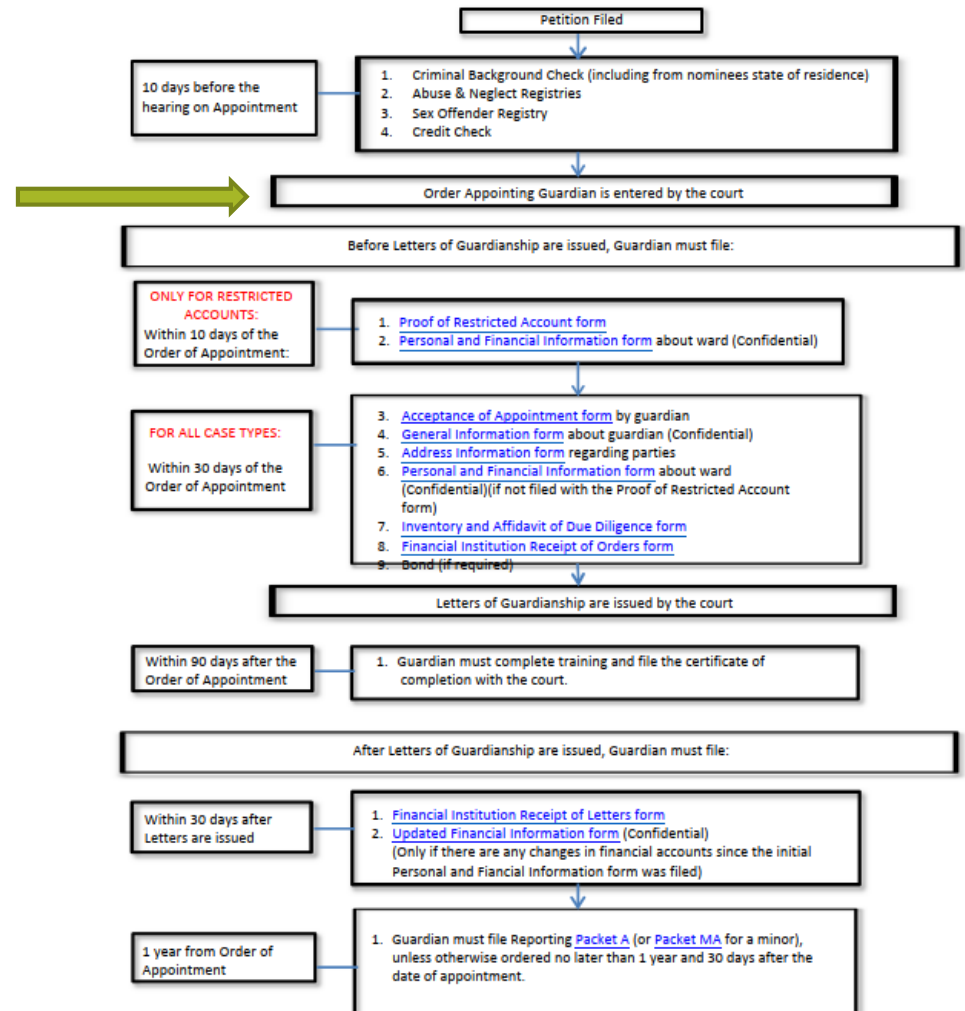 Petition Filed
10 days before the
hearing on Appointment
1. Criminal Background Check (including from nominees state of residence)
2. Abuse & Neglect Registries
3. Sex Offender Registry
4. Credit Check
Order Appointing Guardian is entered by the court
Before Letters of Guardianship are issued, Guardian must file:
ONLY FOR RESTRICTED
ACCOUNTS:
Within 10 days of the
Order of Appointment:
1. Proof of Restricted Account form
2. Personal and Financial Information form about ward (Confidential)
FOR ALL CASE TYPES:
Within 30 days of the
Order of Appointment
3. Acceptance of Appointment form by guardian
4. General Information form about guardian (Confidential)
5. Address Information form regarding parties
6. Personal and Financial Information form about ward
(Confidential)(if not filed with the Proof of Restricted Account
form)
7. Inventory and Affidavit of Due Diligence form
8. Financial Institution Receipt of Orders form
9. Bond (if required)
Letters of Guardianship are issued by the court
Within 90 days after the
Order of Appointment
1. Guardian must complete training and file the certificate of
completion with the court.
After Letters of Guardianship are issued, Guardian must file:
Within 30 days after
Letters are issued
1. Financial Institution Receipt of Letters form
2. Updated Financial Information form (Confidential)
(Only if there are any changes in financial accounts since the initial
Personal and Fiancial Information form was filed)
1 year from Order of
Appointment
1. Guardian must file Reporting Packet A (or Packet MA for a minor),
unless otherwise ordered no later than 1 year and 30 days after the
date of appointment.